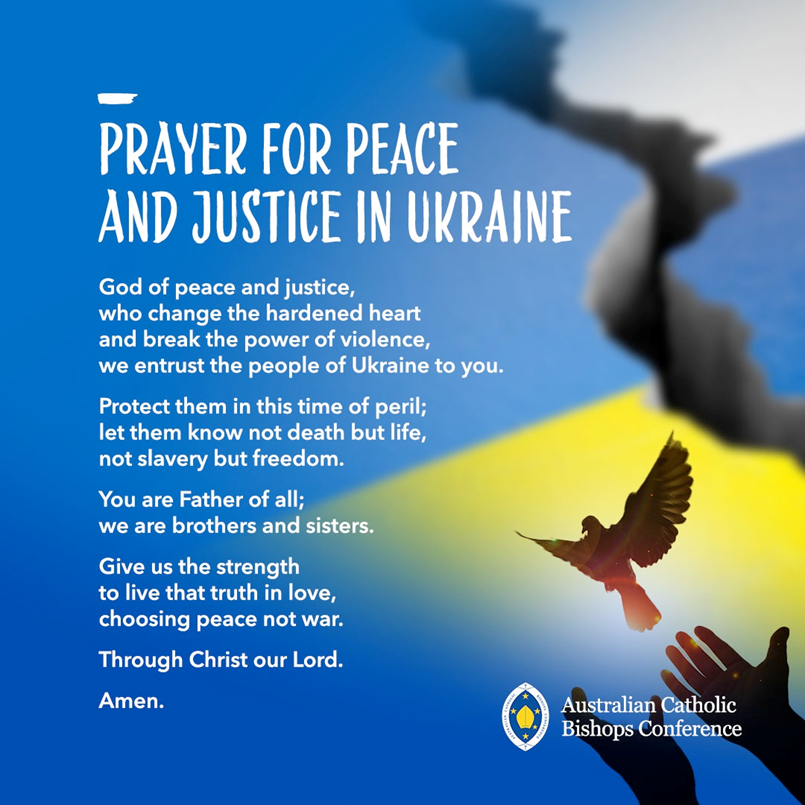 PRAYER FOR PEACE
AND JUSTICE IN UKRAINE
God of peace and justice,
who change the hardened heart
and break the power of violence,
we entrust the people of Ukraine to you.
Protect them in this time of peril;
let them know not death but life,
not slavery but freedom.
You are Father of all;
we are brothers and sisters.
Give us the strength
to live that truth in love,
choosing peace not war.
Through Christ our Lord.
Amen.
Australian Catholic
Bishops Conference